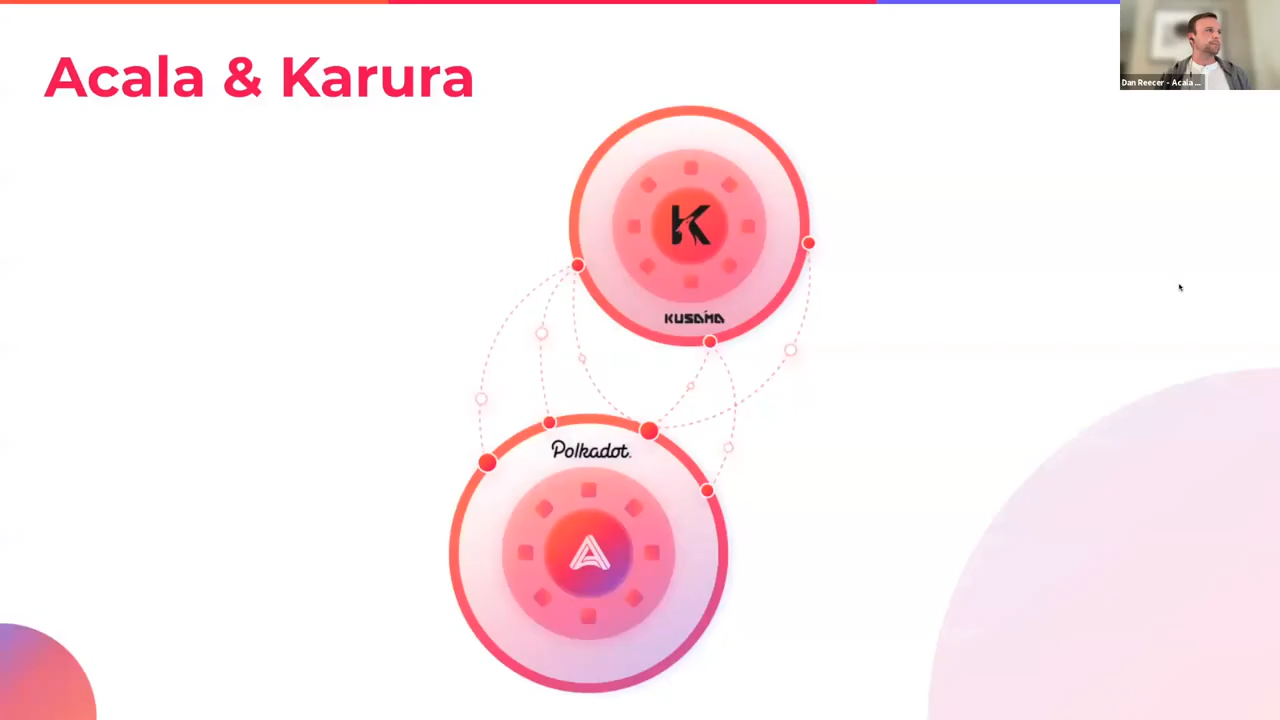 Acala & Karura
Dan Reecer - Acala ...
K
KUSAMA
Polkadot.
A